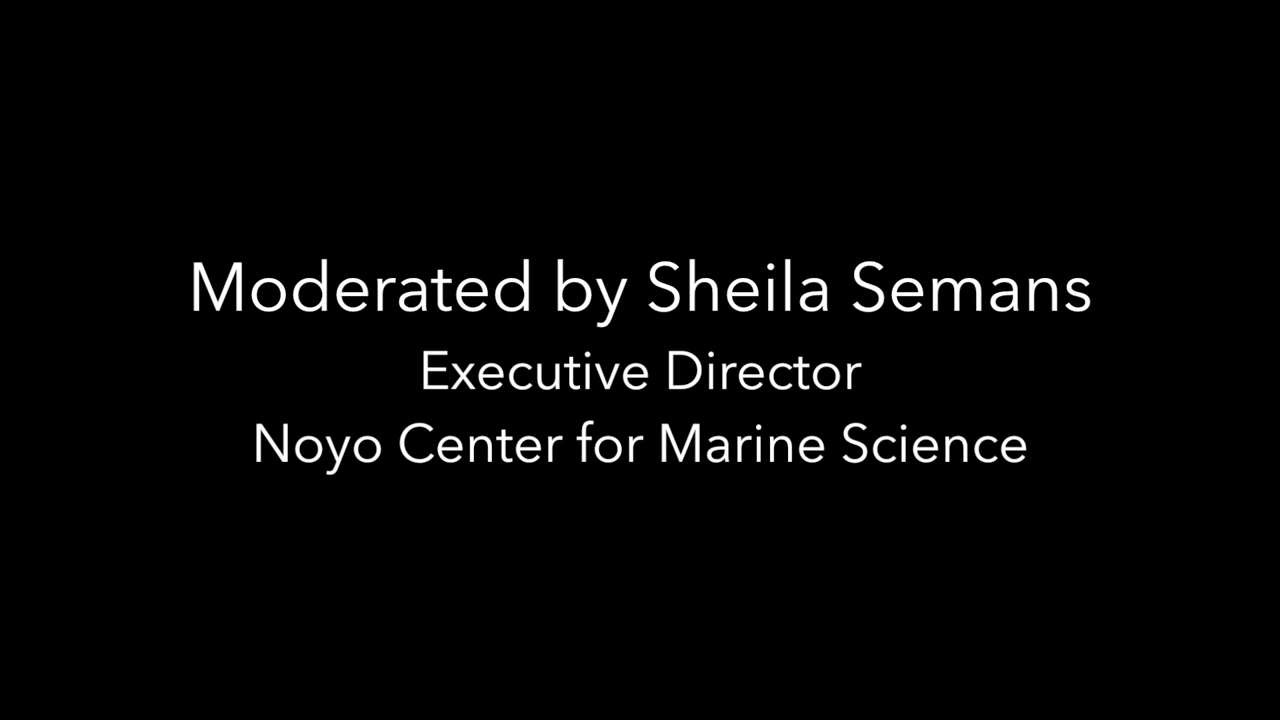 Moderated by Sheila Semans
Executive Director
Noyo Center for Marine Science